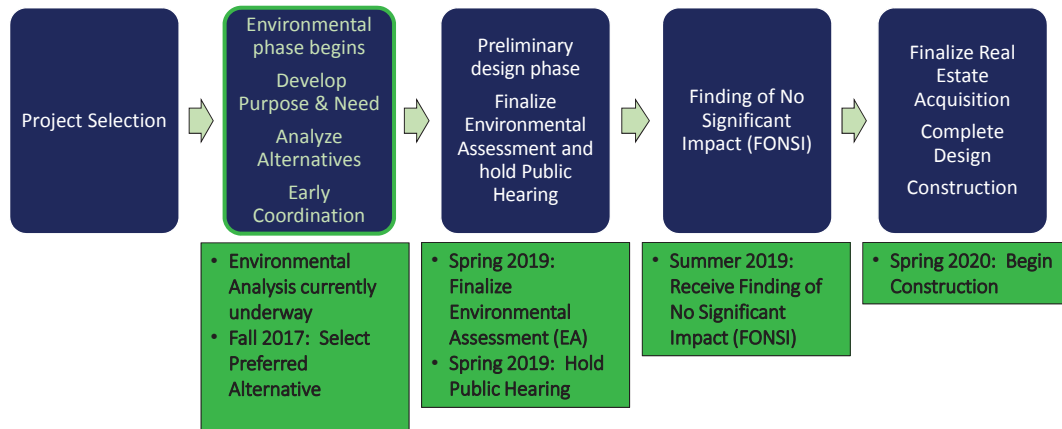 Project Selection
Environmental
phase begins
Develop
Purpose & Need
Analyze
Alternatives
Early
Coordination
Preliminary
design phase
Finalize
Environmental
Assessment and
hold Public
Hearing
Finding of No
Significant
Impact (FONSI)
Finalize Real
Estate
Acquisition
Complete
Design
Construction
• Environmental
Analysis currently
underway
• Fall 2017: Select
Preferred
Alternative
• Spring 2019:
Finalize
Environmental
Assessment (EA)
• Spring 2019: Hold
Public Hearing
• Summer 2019:
Receive Finding of
No Significant
Impact (FONSI)
• Spring 2020: Begin
Construction